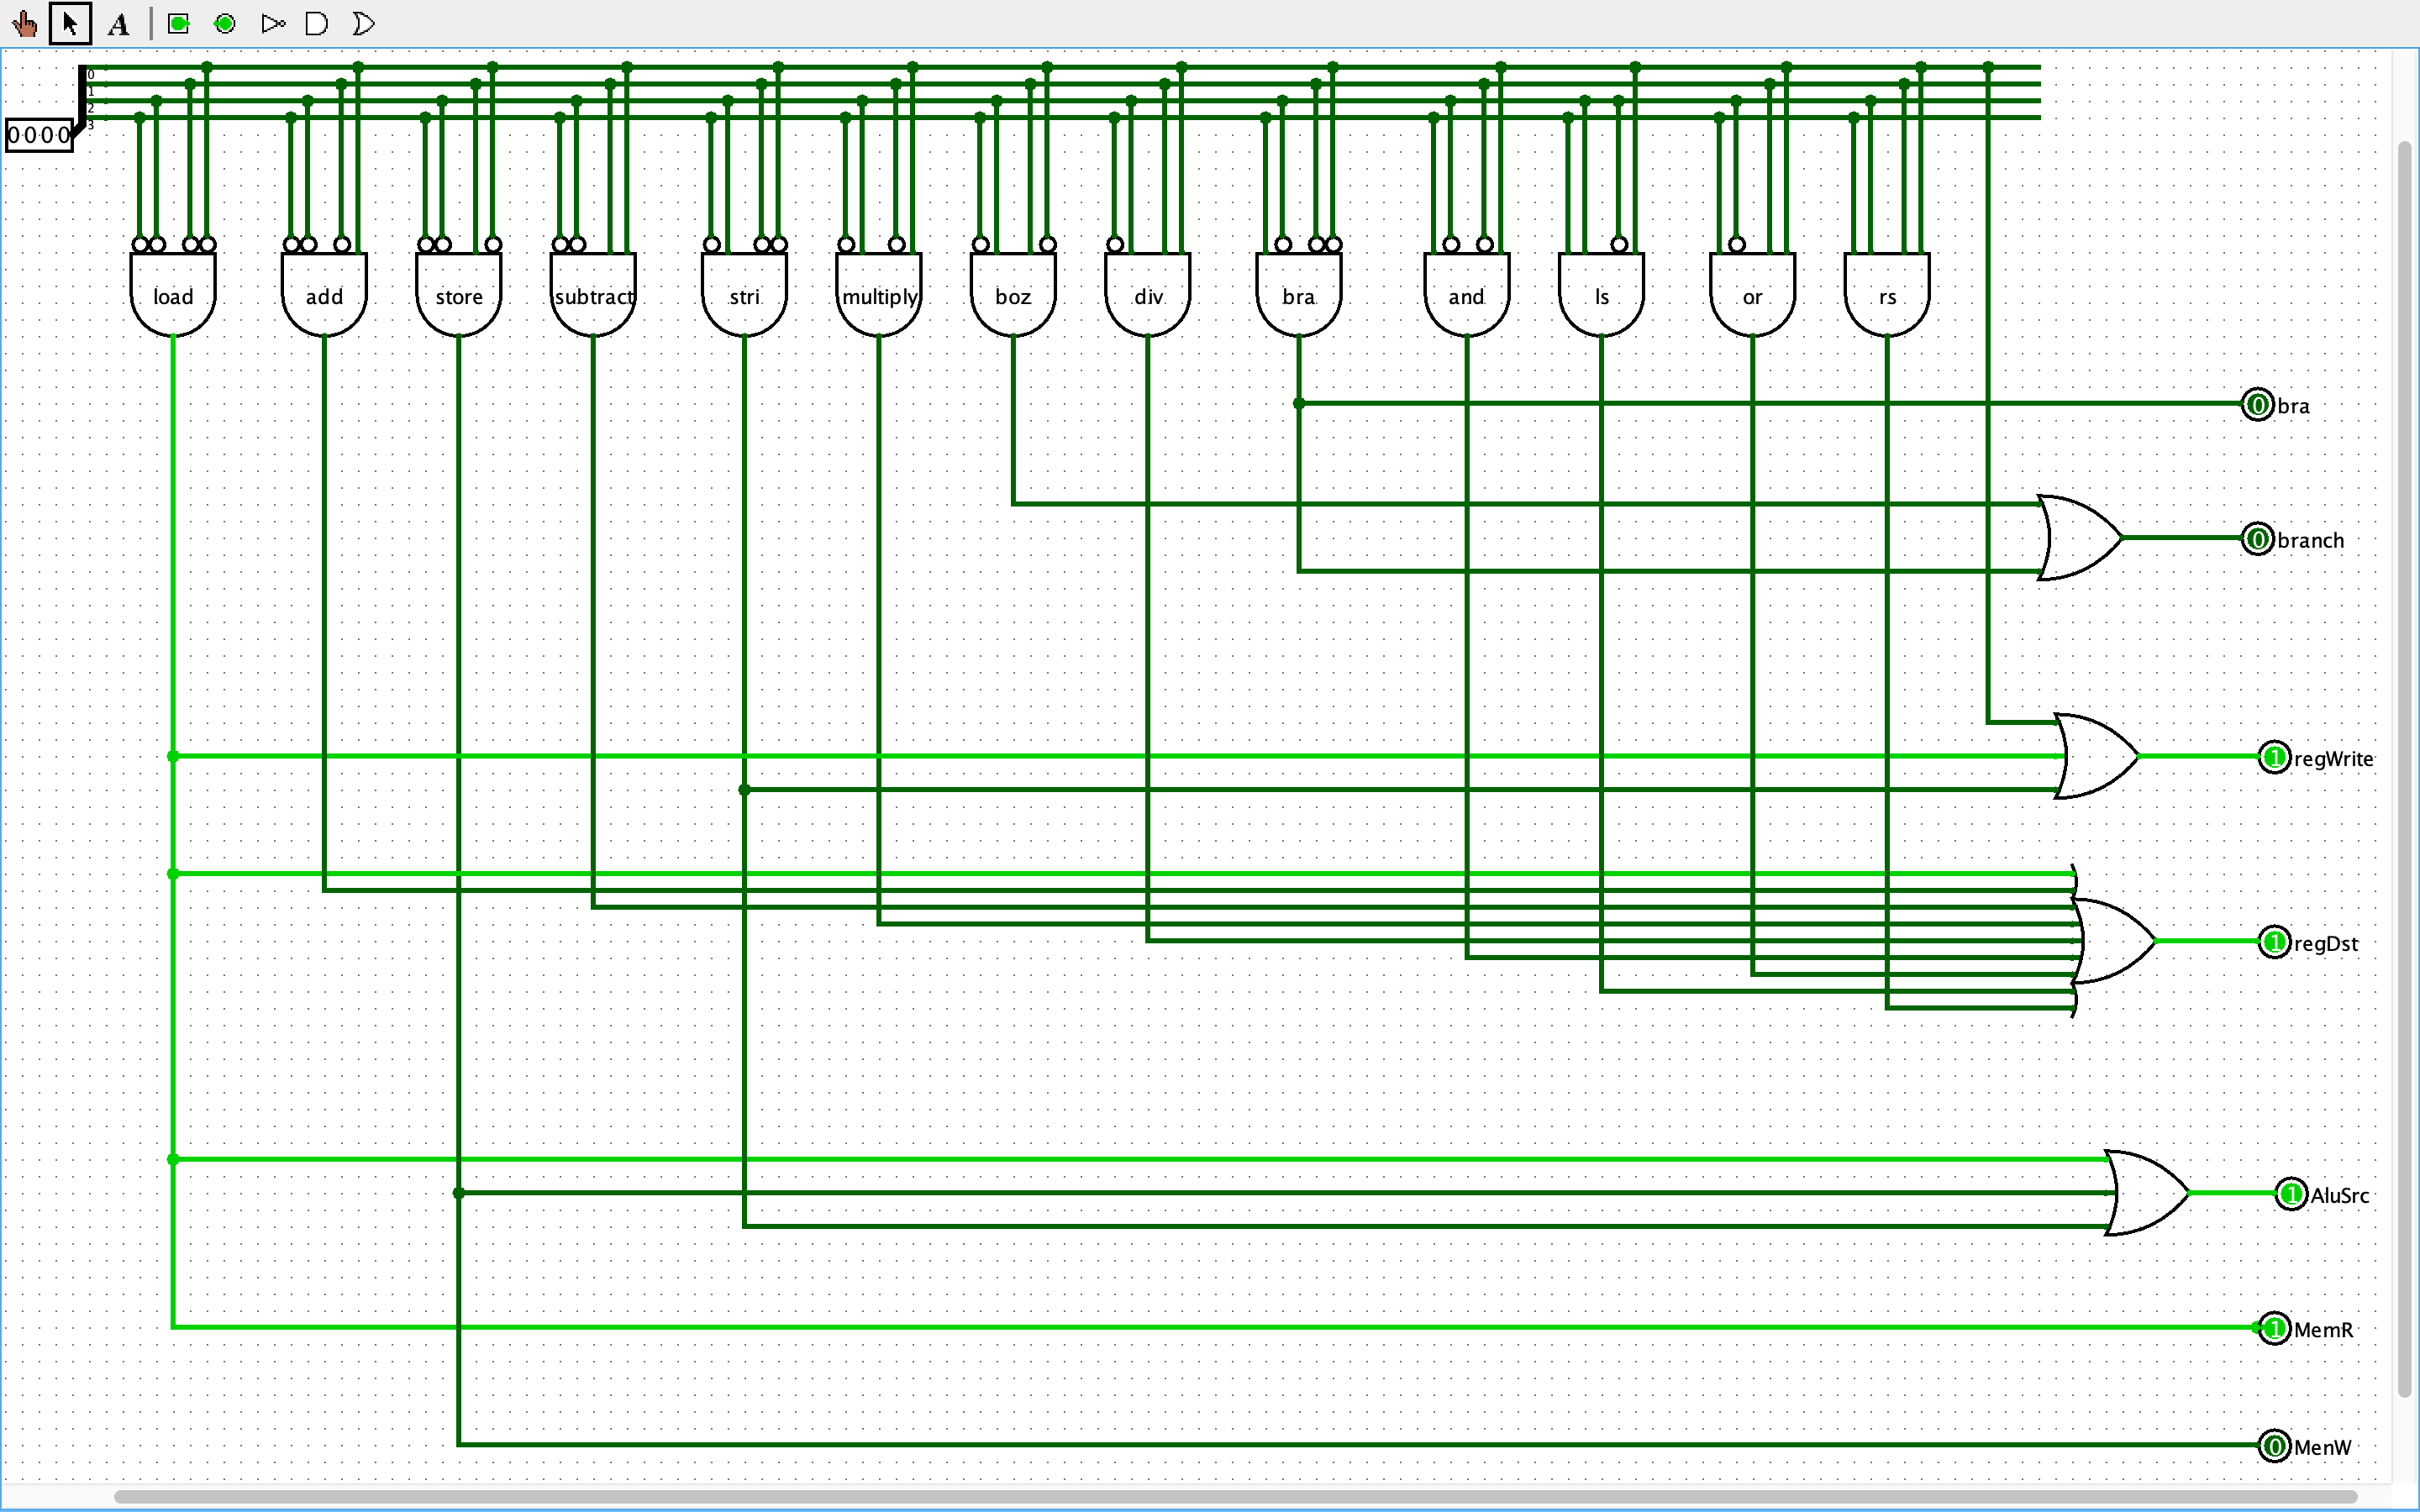 A
0
1
2
3
0000
load
add
store
subtract
stri
multiply
boz
div
bra
and
ls
or
rs
0 bra
0 branch
1 regWrite
1 regDst
1 AluSrc
1 MemR
0 MenW